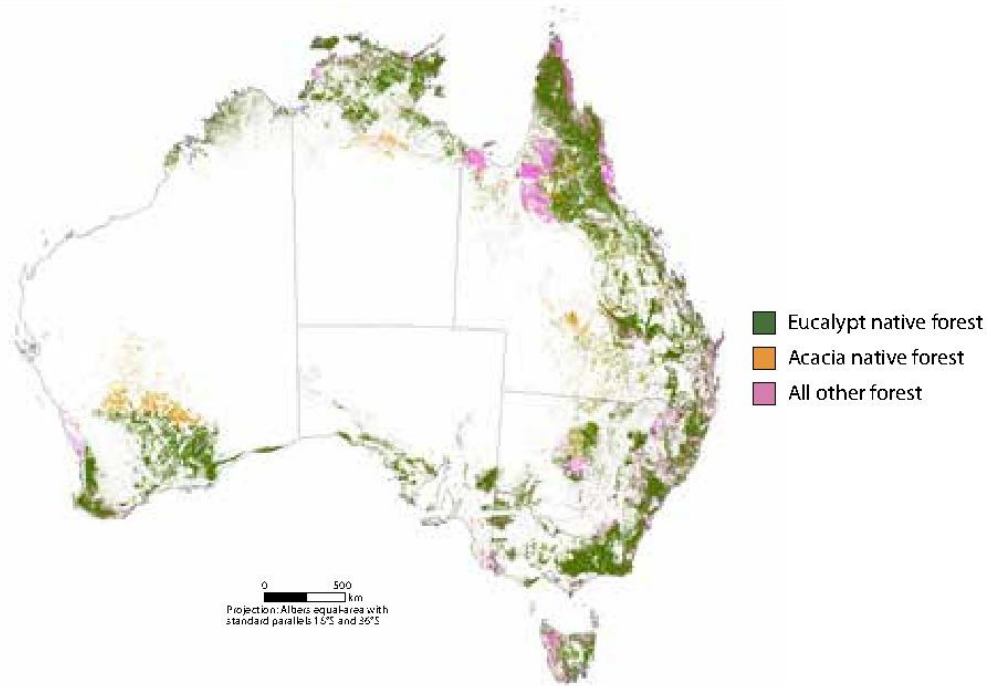 Eucalypt native forest
Acacia native forest
All other forest
0 500
km
Projection: Albers equal-area with
standard parallels 18°S and 36°S